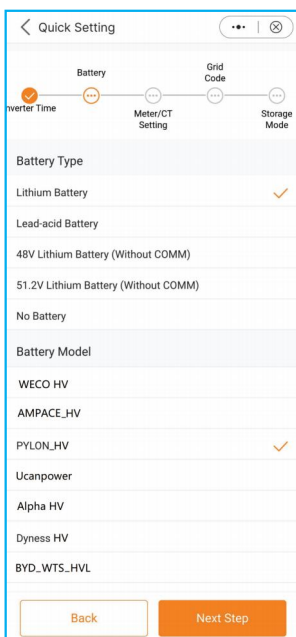 Quick Setting
Battery
Grid
Code
nverter Time
Meter/CT
Setting
Storage
Mode
Battery Type
Lithium Battery
Lead-acid Battery
48V Lithium Battery (Without COMM)
51.2V Lithium Battery (Without COMM)
No Battery
Battery Model
WECO HV
AMPACE_HV
PYLON_HV
Ucanpower
Alpha HV
Dyness HV
BYD_WTS_HVL
Back
Next Step